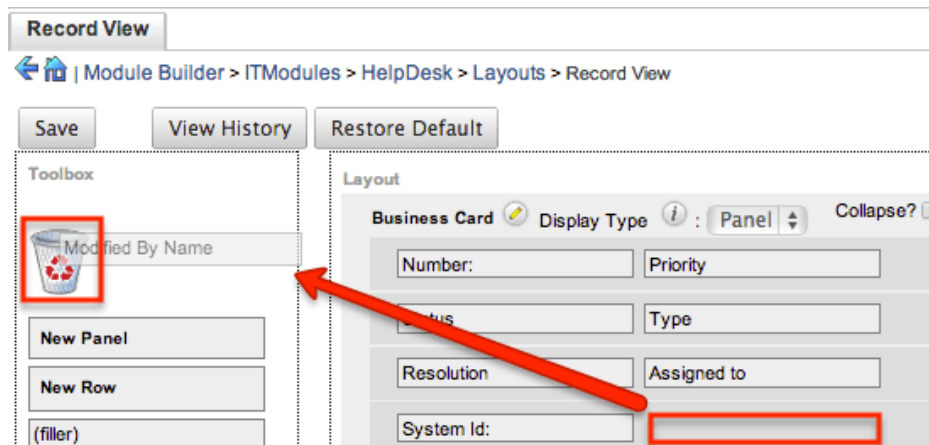 Record View
| Module Builder > ITModules > HelpDesk > Layouts > Record View
Save View History Restore Default
Toolbox
Layout
Business Card Display Type i : Panel Collapse?
Modified By Name
Number: Priority
Status Type
New Panel
Resolution Assigned to
New Row
System Id:
(filler)